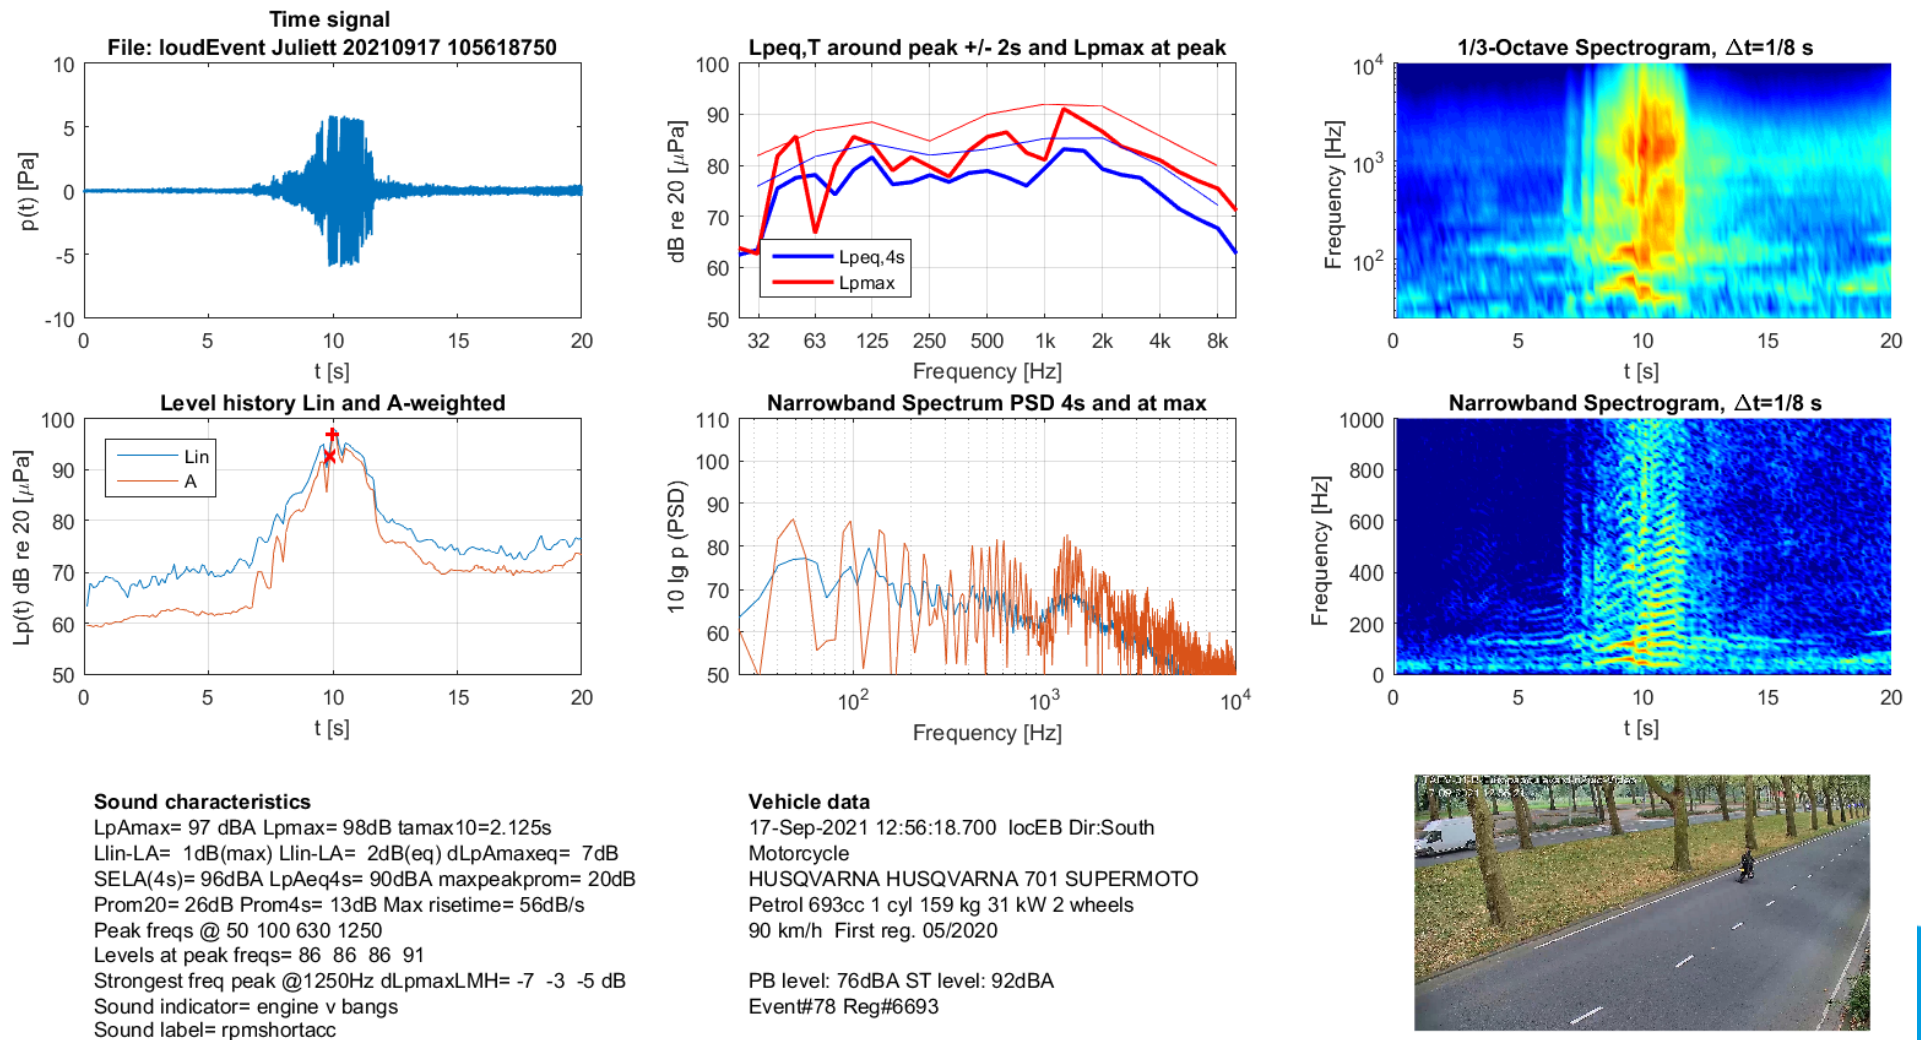 Time signal
File: loudEvent Juliett 20210917 105618750
10
5
0
-5
-10
p(t) [Pa]
0 5 10 15 20
t [s]
Lpeq,T around peak +/- 2s and Lpmax at peak
100
90
80
70
60
50
dB re 20 [μPa]
Lpeq,4s
Lpmax
32 63 125 250 500 1k 2k 4k 8k
Frequency [Hz]
1/3-Octave Spectrogram, Δt=1/8 s
10^4
10^3
10^2
Frequency [Hz]
0 5 10 15 20
t [s]
Level history Lin and A-weighted
100
90
80
70
60
50
Lp(t) dB re 20 [μPa]
Lin
A
0 5 10 15 20
t [s]
Narrowband Spectrum PSD 4s and at max
110
100
90
80
70
60
50
10 lg p (PSD)
10^2 10^3 10^4
Frequency [Hz]
Narrowband Spectrogram, Δt=1/8 s
1000
800
600
400
200
0
Frequency [Hz]
0 5 10 15 20
t [s]
Sound characteristics
LpAmax= 97 dBA Lpmax= 98dB tamax10=2.125s
Llin-LA= 1dB(max) Llin-LA= 2dB(eq) dLpAmaxeq= 7dB
SELA(4s)= 96dBA LpAeq4s= 90dBA maxpeakprom= 20dB
Prom20= 26dB Prom4s= 13dB Max risetime= 56dB/s
Peak freqs @ 50 100 630 1250
Levels at peak freqs= 86 86 86 91
Strongest freq peak @1250Hz dLpmaxLMH= -7 -3 -5 dB
Sound indicator= engine v bangs
Sound label= rpmshortacc
Vehicle data
17-Sep-2021 12:56:18.700 locEB Dir:South
Motorcycle
HUSQVARNA HUSQVARNA 701 SUPERMOTO
Petrol 693cc 1 cyl 159 kg 31 kW 2 wheels
90 km/h First reg. 05/2020
PB level: 76dBA ST level: 92dBA
Event#78 Reg#6693